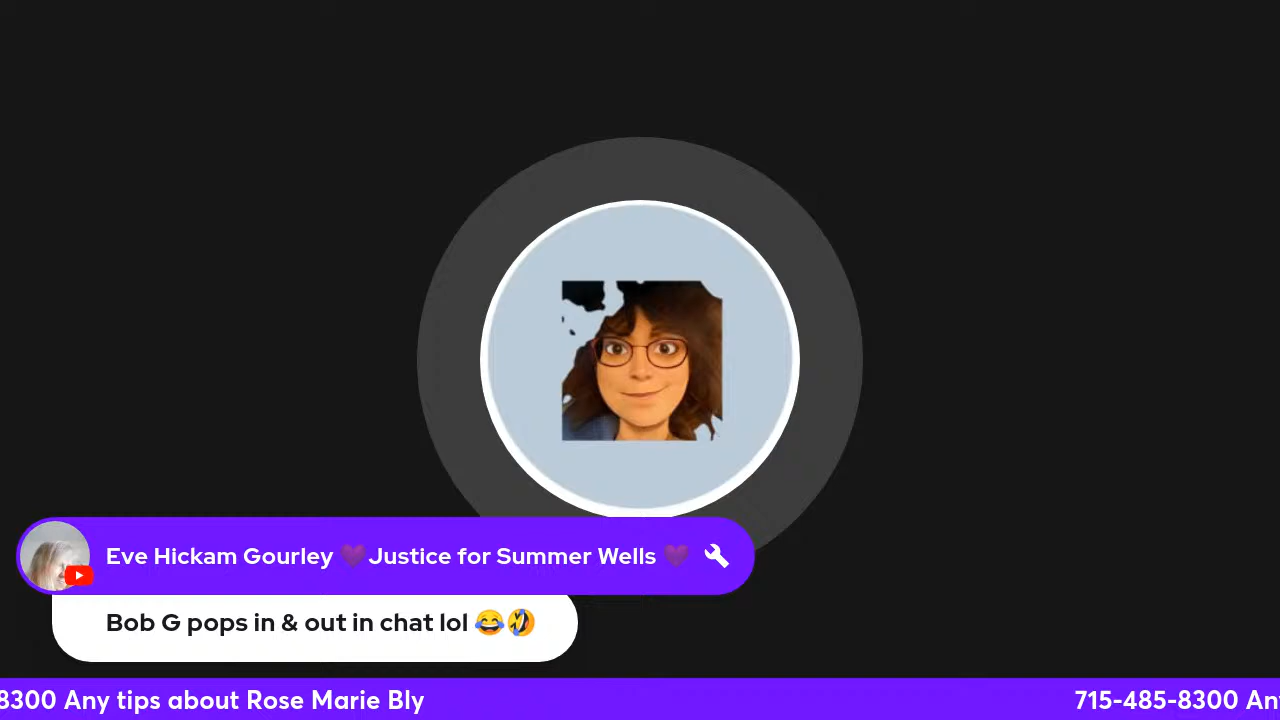 Eve Hickam Gourley 💜Justice for Summer Wells 💜
Bob G pops in & out in chat lol 😂🤣
8300 Any tips about Rose Marie Bly 715-485-8300 An